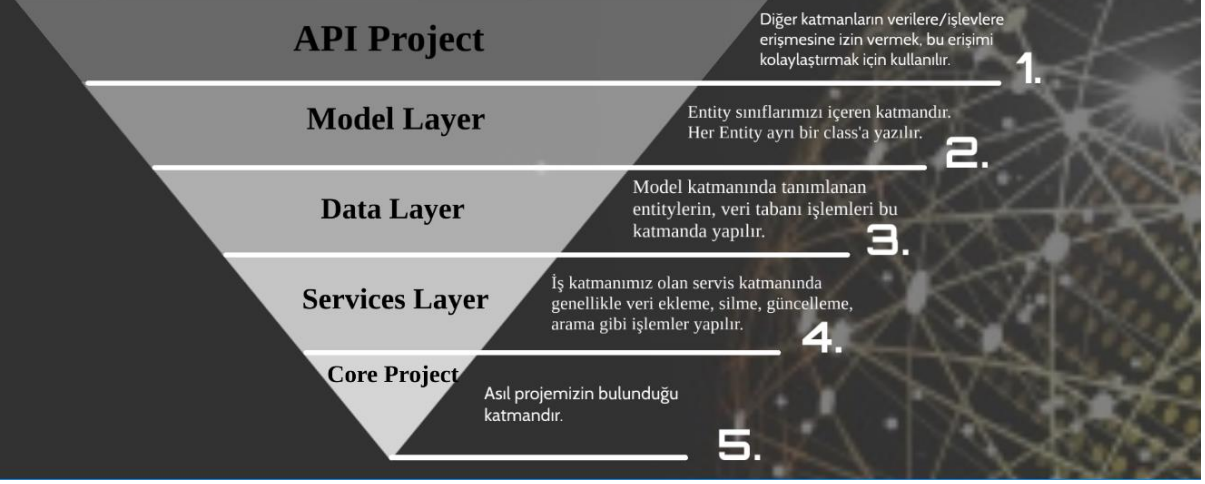 API Project
Diğer katmanların verilere/işlevlere
erişmesine izin vermek, bu erişimi
kolaylaştırmak için kullanılır.
1.
Model Layer
Entity sınıflarımızı içeren katmandır.
Her Entity ayrı bir class'a yazılır.
2.
Data Layer
Model katmanında tanımlanan
entitylerin, veri tabanı işlemleri bu
katmanda yapılır.
3.
Services Layer
İş katmanımız olan servis katmanında
genellikle veri ekleme, silme, güncelleme,
arama gibi işlemler yapılır.
4.
Core Project
Asıl projemizin bulunduğu
katmandır.
5.